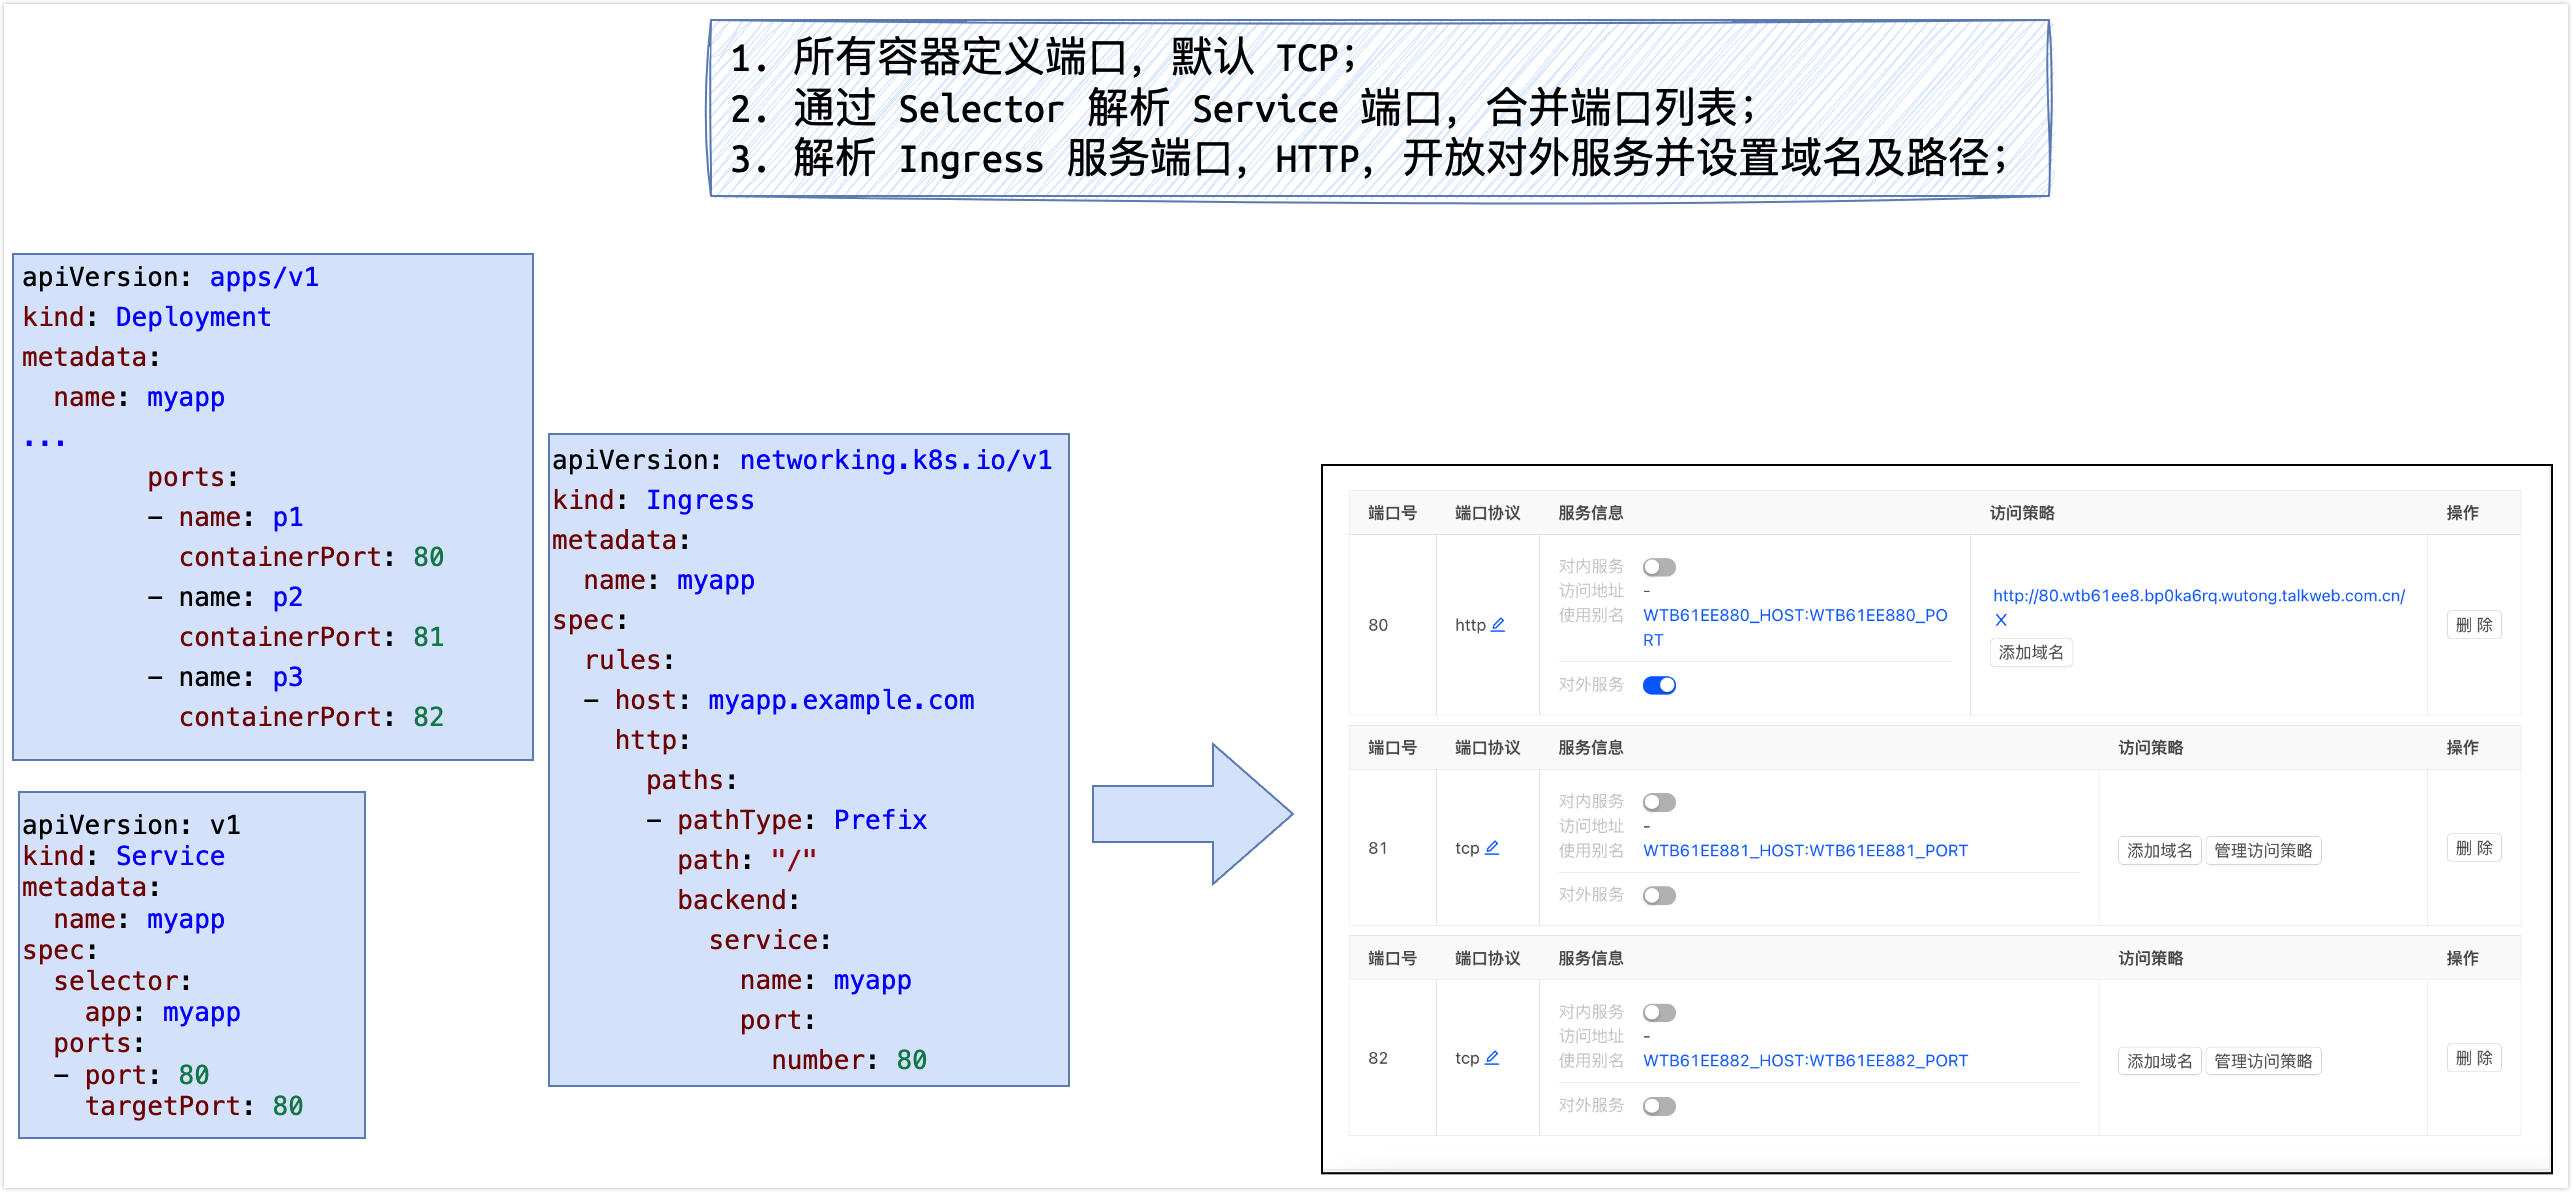 1. 所有容器定义端口，默认 TCP；
2. 通过 Selector 解析 Service 端口，合并端口列表；
3. 解析 Ingress 服务端口，HTTP，开放对外服务并设置域名及路径；
apiVersion: apps/v1
kind: Deployment
metadata:
  name: myapp
...
        ports:
        - name: p1
          containerPort: 80
        - name: p2
          containerPort: 81
        - name: p3
          containerPort: 82
apiVersion: v1
kind: Service
metadata:
  name: myapp
spec:
  selector:
    app: myapp
  ports:
  - port: 80
    targetPort: 80
apiVersion: networking.k8s.io/v1
kind: Ingress
metadata:
  name: myapp
spec:
  rules:
  - host: myapp.example.com
    http:
      paths:
      - pathType: Prefix
        path: "/"
        backend:
          service:
            name: myapp
            port:
              number: 80
端口号 端口协议 服务信息 访问策略 操作
80 http
对内服务
访问地址 -
使用别名 WTB61EE880_HOST:WTB61EE880_PO
RT
对外服务
http://80.wtb61ee8.bp0ka6rq.wutong.talkweb.com.cn/
X
添加域名
删 除
端口号 端口协议 服务信息 访问策略 操作
81 tcp
对内服务
访问地址 -
使用别名 WTB61EE881_HOST:WTB61EE881_PORT
对外服务
添加域名 管理访问策略
删 除
端口号 端口协议 服务信息 访问策略 操作
82 tcp
对内服务
访问地址 -
使用别名 WTB61EE882_HOST:WTB61EE882_PORT
对外服务
添加域名 管理访问策略
删 除